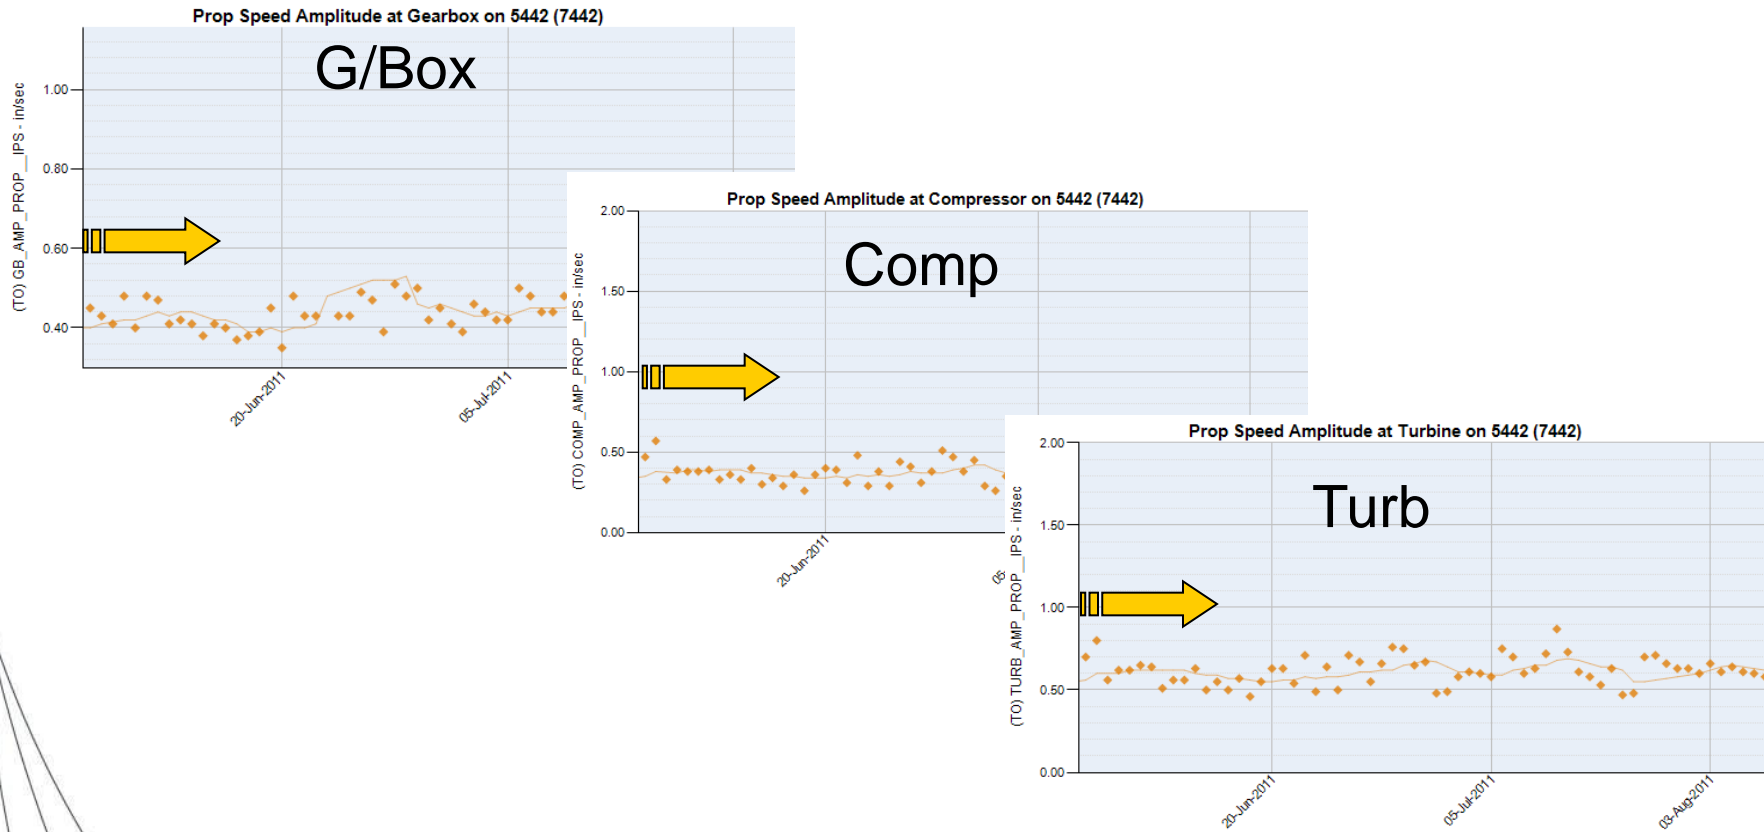 Prop Speed Amplitude at Gearbox on 5442 (7442)
G/Box
(TO) GB_AMP_PROP__IPS - in/sec
1.00
0.80
0.60
0.40
20-Jun-2011
05-Jul-2011
Prop Speed Amplitude at Compressor on 5442 (7442)
Comp
(TO) COMP_AMP_PROP__IPS - in/sec
2.00
1.50
1.00
0.50
0.00
20-Jun-2011
05-
Prop Speed Amplitude at Turbine on 5442 (7442)
Turb
(TO) TURB_AMP_PROP__IPS - in/sec
2.00
1.50
1.00
0.50
0.00
20-Jun-2011
05-Jul-2011
03-Aug-2011